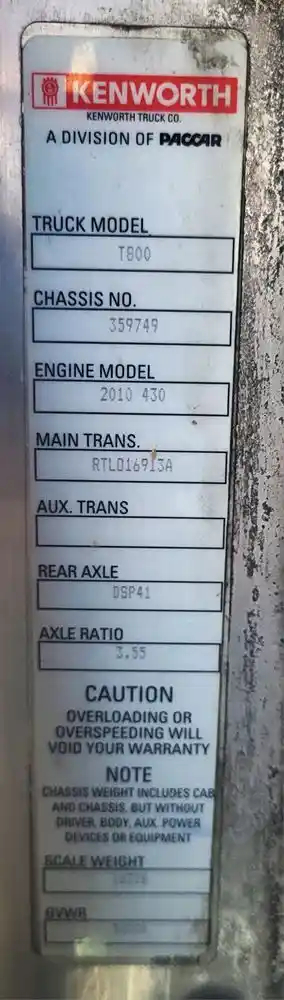 KENWORTH
KENWORTH TRUCK CO.
A DIVISION OF PACCAR
TRUCK MODEL
T800
CHASSIS NO.
359749
ENGINE MODEL
2010 430
MAIN TRANS.
RTLO16913A
AUX. TRANS
REAR AXLE
DSP41
AXLE RATIO
3.55
CAUTION
OVERLOADING OR
OVERSPEEDING WILL
VOID YOUR WARRANTY
NOTE
CHASSIS WEIGHT INCLUDES CAB
AND CHASSIS, BUT WITHOUT
DRIVER, BODY, AUX. POWER
DEVICES OR EQUIPMENT
SCALE WEIGHT
GVWR